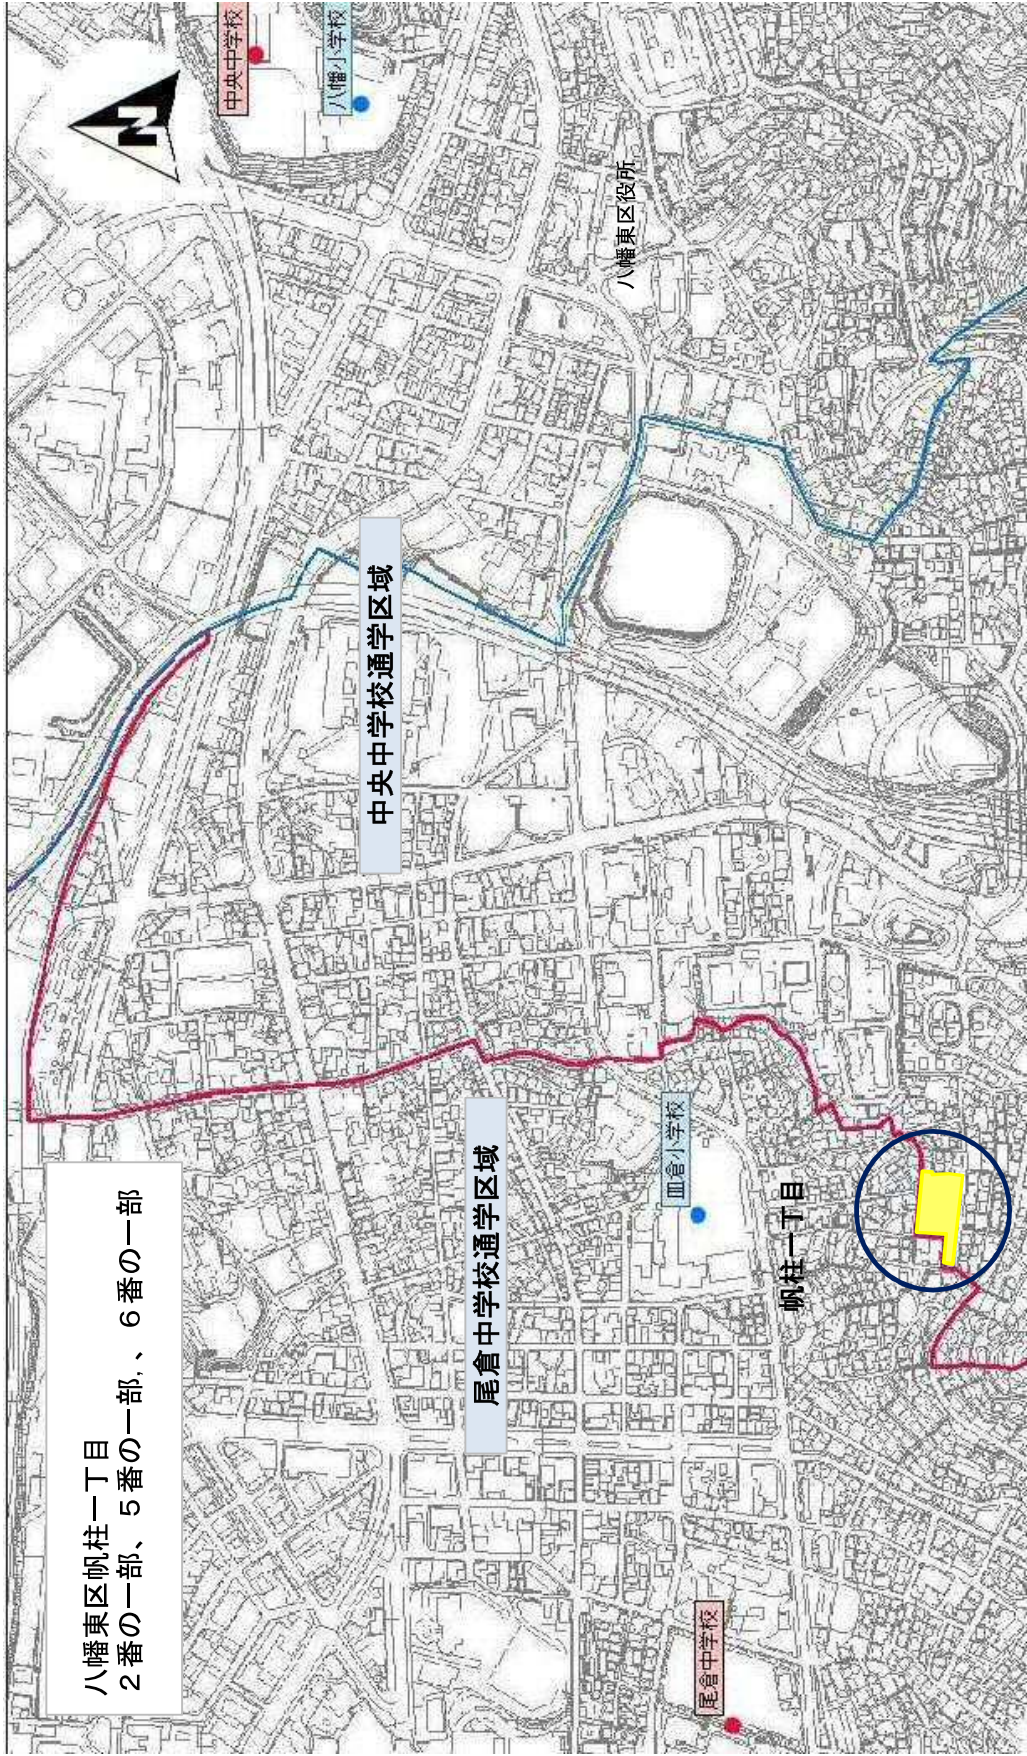 八幡東区帆柱一丁目
２番の一部、５番の一部、、６番の一部
N
中央中学校
八幡小学校
八幡東区役所
中央中学校通学区域
尾倉中学校通学区域
皿倉小学校
帆柱一丁目
尾倉中学校